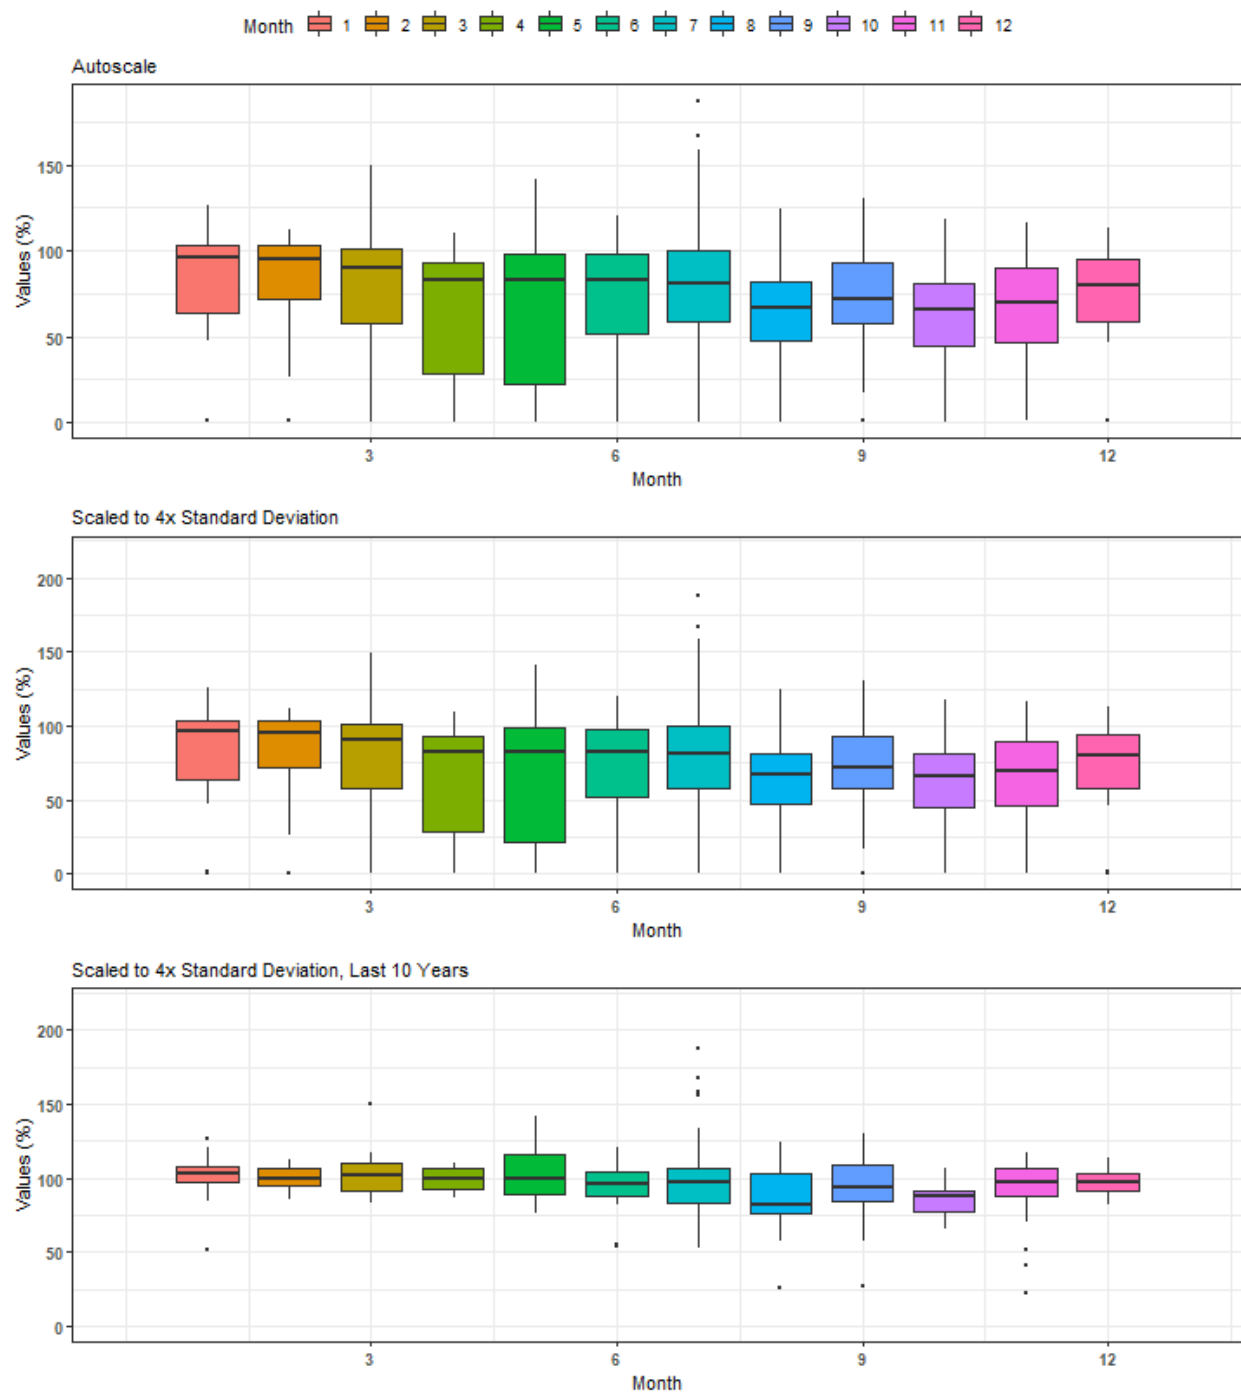 Month 1 2 3 4 5 6 7 8 9 10 11 12
Autoscale
Values (%)
150
100
50
0
3 6 9 12
Month
Scaled to 4x Standard Deviation
Values (%)
200
150
100
50
0
3 6 9 12
Month
Scaled to 4x Standard Deviation, Last 10 Years
Values (%)
200
150
100
50
0
3 6 9 12
Month